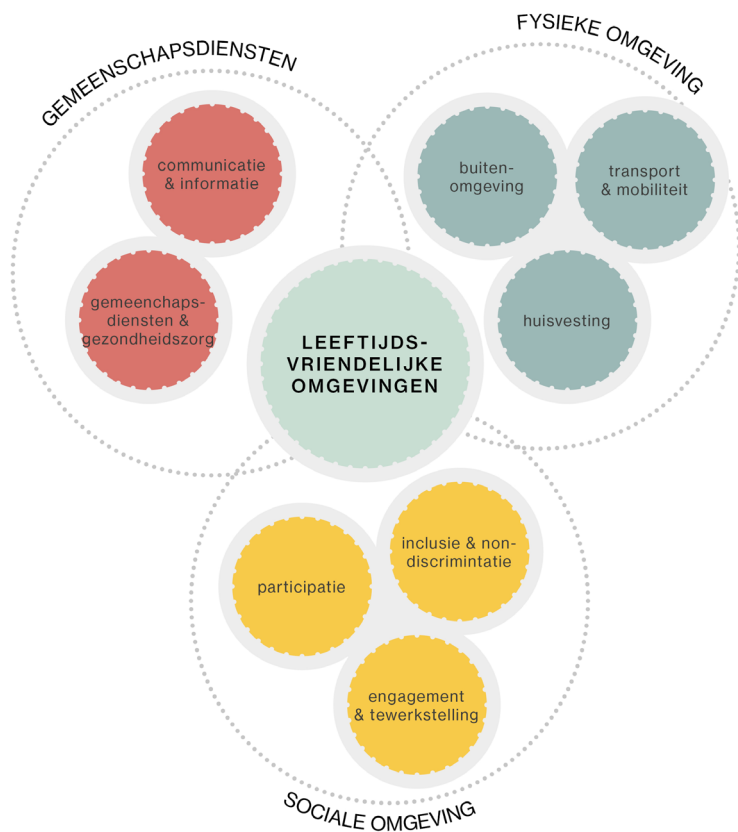 GEMEENSCHAPSDIENSTEN
communicatie
& informatie
gemeenchaps-
diensten &
gezondheidszorg
FYSIEKE OMGEVING
buiten-
omgeving
transport
& mobiliteit
huisvesting
LEEFTIJDS-
VRIENDELIJKE
OMGEVINGEN
inclusie & non-
discrimintatie
participatie
engagement
& tewerkstelling
SOCIALE OMGEVING